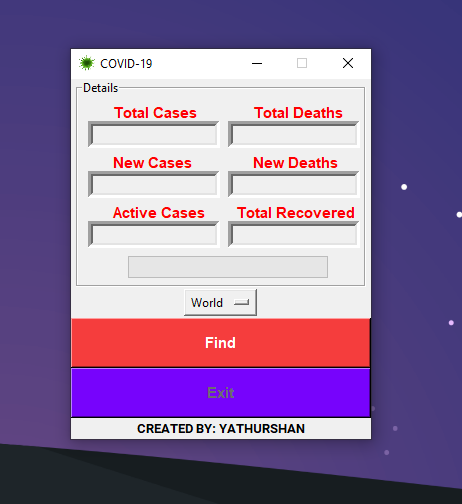 COVID-19
Details
Total Cases Total Deaths
New Cases New Deaths
Active Cases Total Recovered
World
Find
Exit
CREATED BY: YATHURSHAN